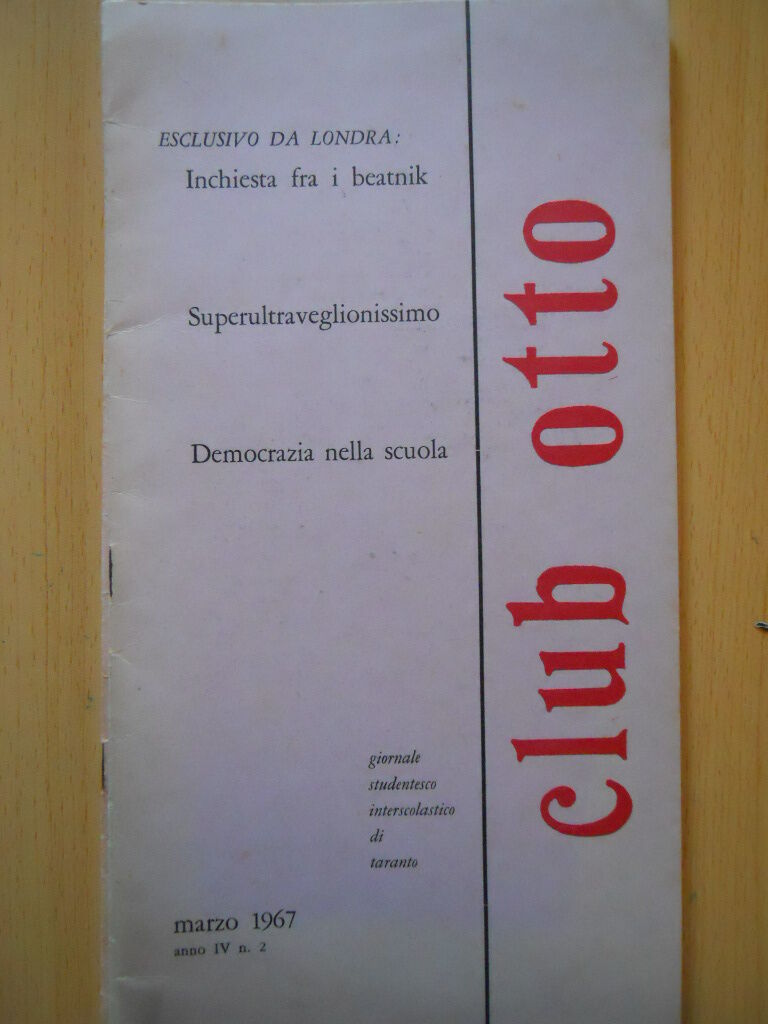 ESCLUSIVO DA LONDRA:
Inchiesta fra i beatnik
Superultraveglionissimo
Democrazia nella scuola
giornale
studentesco
interscolastico
di
taranto
marzo 1967
anno IV n. 2
club otto